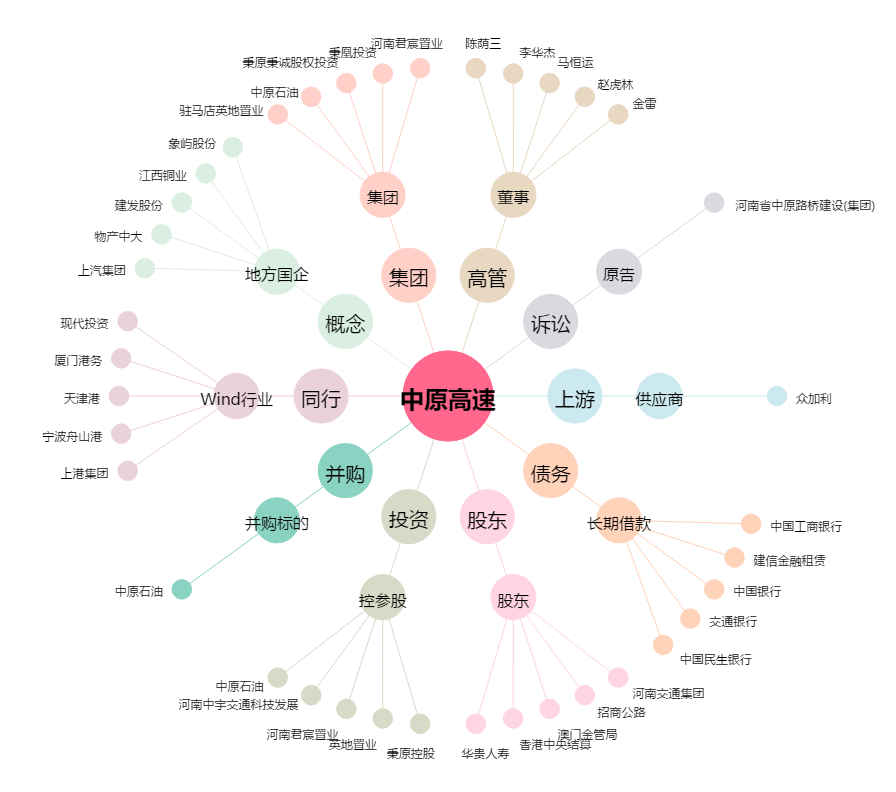 河南君宸置业
陈荫三
秉凰投资
李华杰
秉原秉诚股权投资
马恒运
中原石油
赵虎林
驻马店英地置业
金雷
象屿股份
江西铜业
集团
董事
建发股份
河南省中原路桥建设(集团)
物产中大
上汽集团
地方国企
集团
高管
原告
现代投资
概念
诉讼
厦门港务
天津港
Wind行业
同行
中原高速
上游
供应商
众加利
宁波舟山港
上港集团
并购
债务
并购标的
投资
股东
长期借款
中国工商银行
建信金融租赁
中原石油
中国银行
控参股
股东
交通银行
中国民生银行
中原石油
河南交通集团
河南中宇交通科技发展
招商公路
河南君宸置业
澳门金管局
英地置业
香港中央结算
秉原控股
华贵人寿